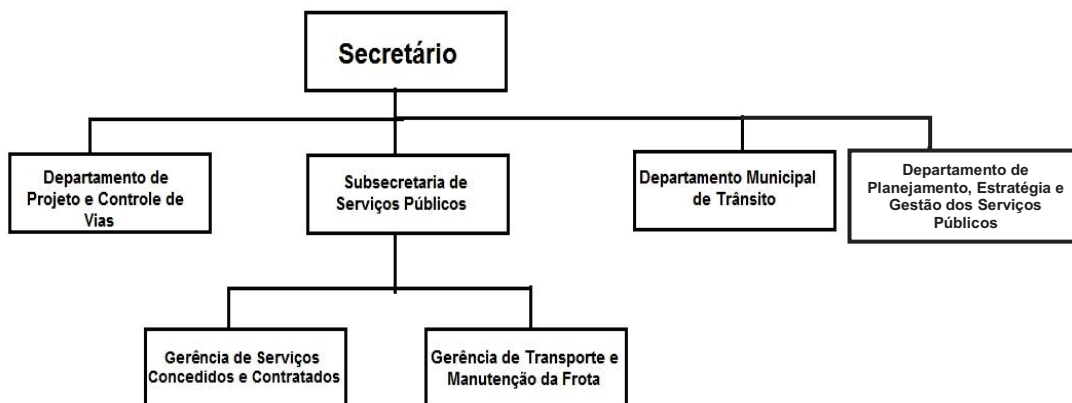 Secretário
Departamento de
Projeto e Controle de
Vias
Subsecretaria de
Serviços Públicos
Departamento Municipal
de Trânsito
Departamento de
Planejamento, Estratégia e
Gestão dos Serviços
Públicos
Gerência de Serviços
Concedidos e Contratados
Gerência de Transporte e
Manutenção da Frota